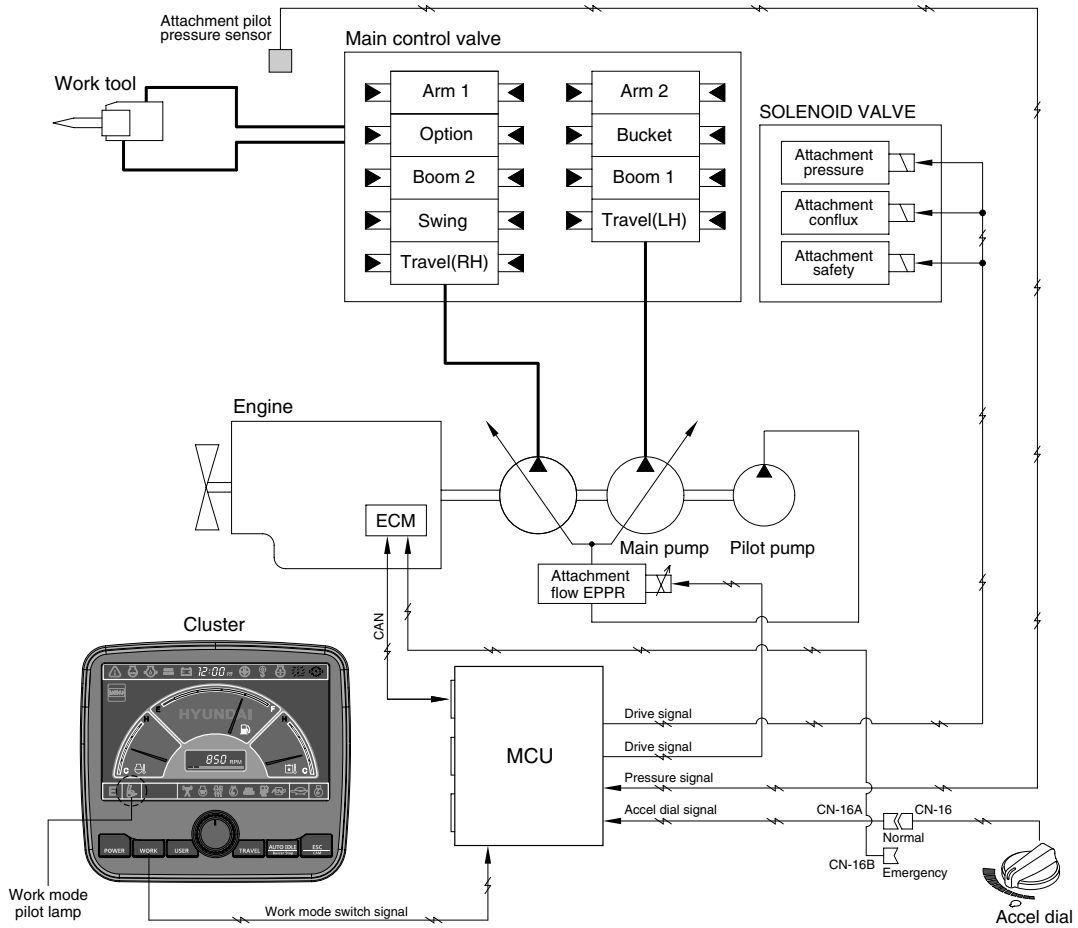 Attachment pilot
pressure sensor
Main control valve
Work tool
Arm 1
Arm 2
Option
Bucket
Boom 2
Boom 1
Swing
Travel(LH)
Travel(RH)
SOLENOID VALVE
Attachment
pressure
Attachment
conflux
Attachment
safety
Engine
ECM
Main pump
Pilot pump
Attachment
flow EPPR
CAN
Cluster
12:00
MENU
E
F
H
H
HYUNDAI
850 RPM
C
C
POWER
WORK
USER
TRAVEL
AUTO IDLE
ESC
CAM
MCU
Drive signal
Drive signal
Pressure signal
Accel dial signal
CN-16A
CN-16
Normal
CN-16B
Emergency
Accel dial
Work mode
pilot lamp
Work mode switch signal